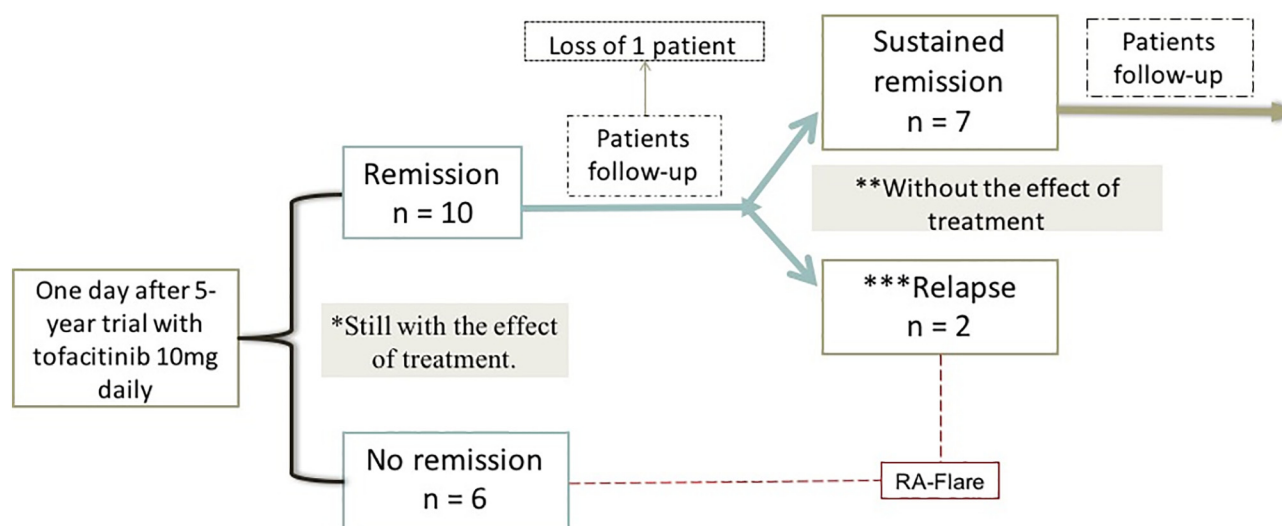 One day after 5-
year trial with
tofacitinib 10mg
daily
Remission
n = 10
*Still with the effect
of treatment.
No remission
n = 6
Loss of 1 patient
Patients
follow-up
Sustained
remission
n = 7
**Without the effect of
treatment
***Relapse
n = 2
RA-Flare
Patients
follow-up